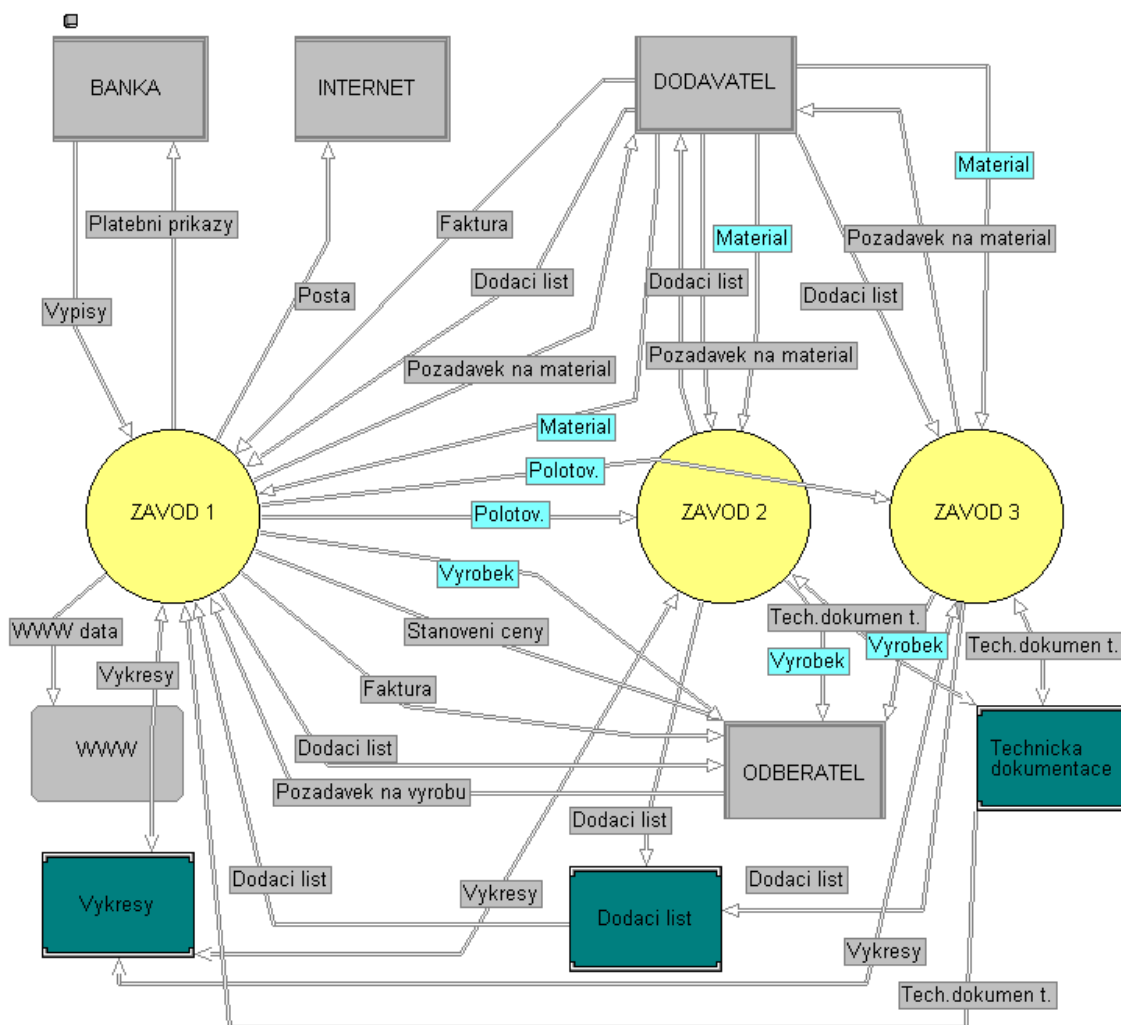 BANKA
INTERNET
DODAVATEL
Material
Platebni prikazy
Faktura
Material
Pozadavek na material
Dodaci list
Dodaci list
Posta
Dodaci list
Vypisy
Pozadavek na material
Pozadavek na material
Material
Polotov.
ZAVOD 1
Polotov.
ZAVOD 2
ZAVOD 3
Vyrobek
Tech.dokumen t.
WWW data
Stanoveni ceny
Vyrobek
Vyrobek
Tech.dokumen t.
Vykresy
Faktura
WWW
Dodaci list
ODBERATEL
Technicka
dokumentace
Pozadavek na vyrobu
Dodaci list
Dodaci list
Vykresy
Dodaci list
Vykresy
Dodaci list
Vykresy
Tech.dokumen t.